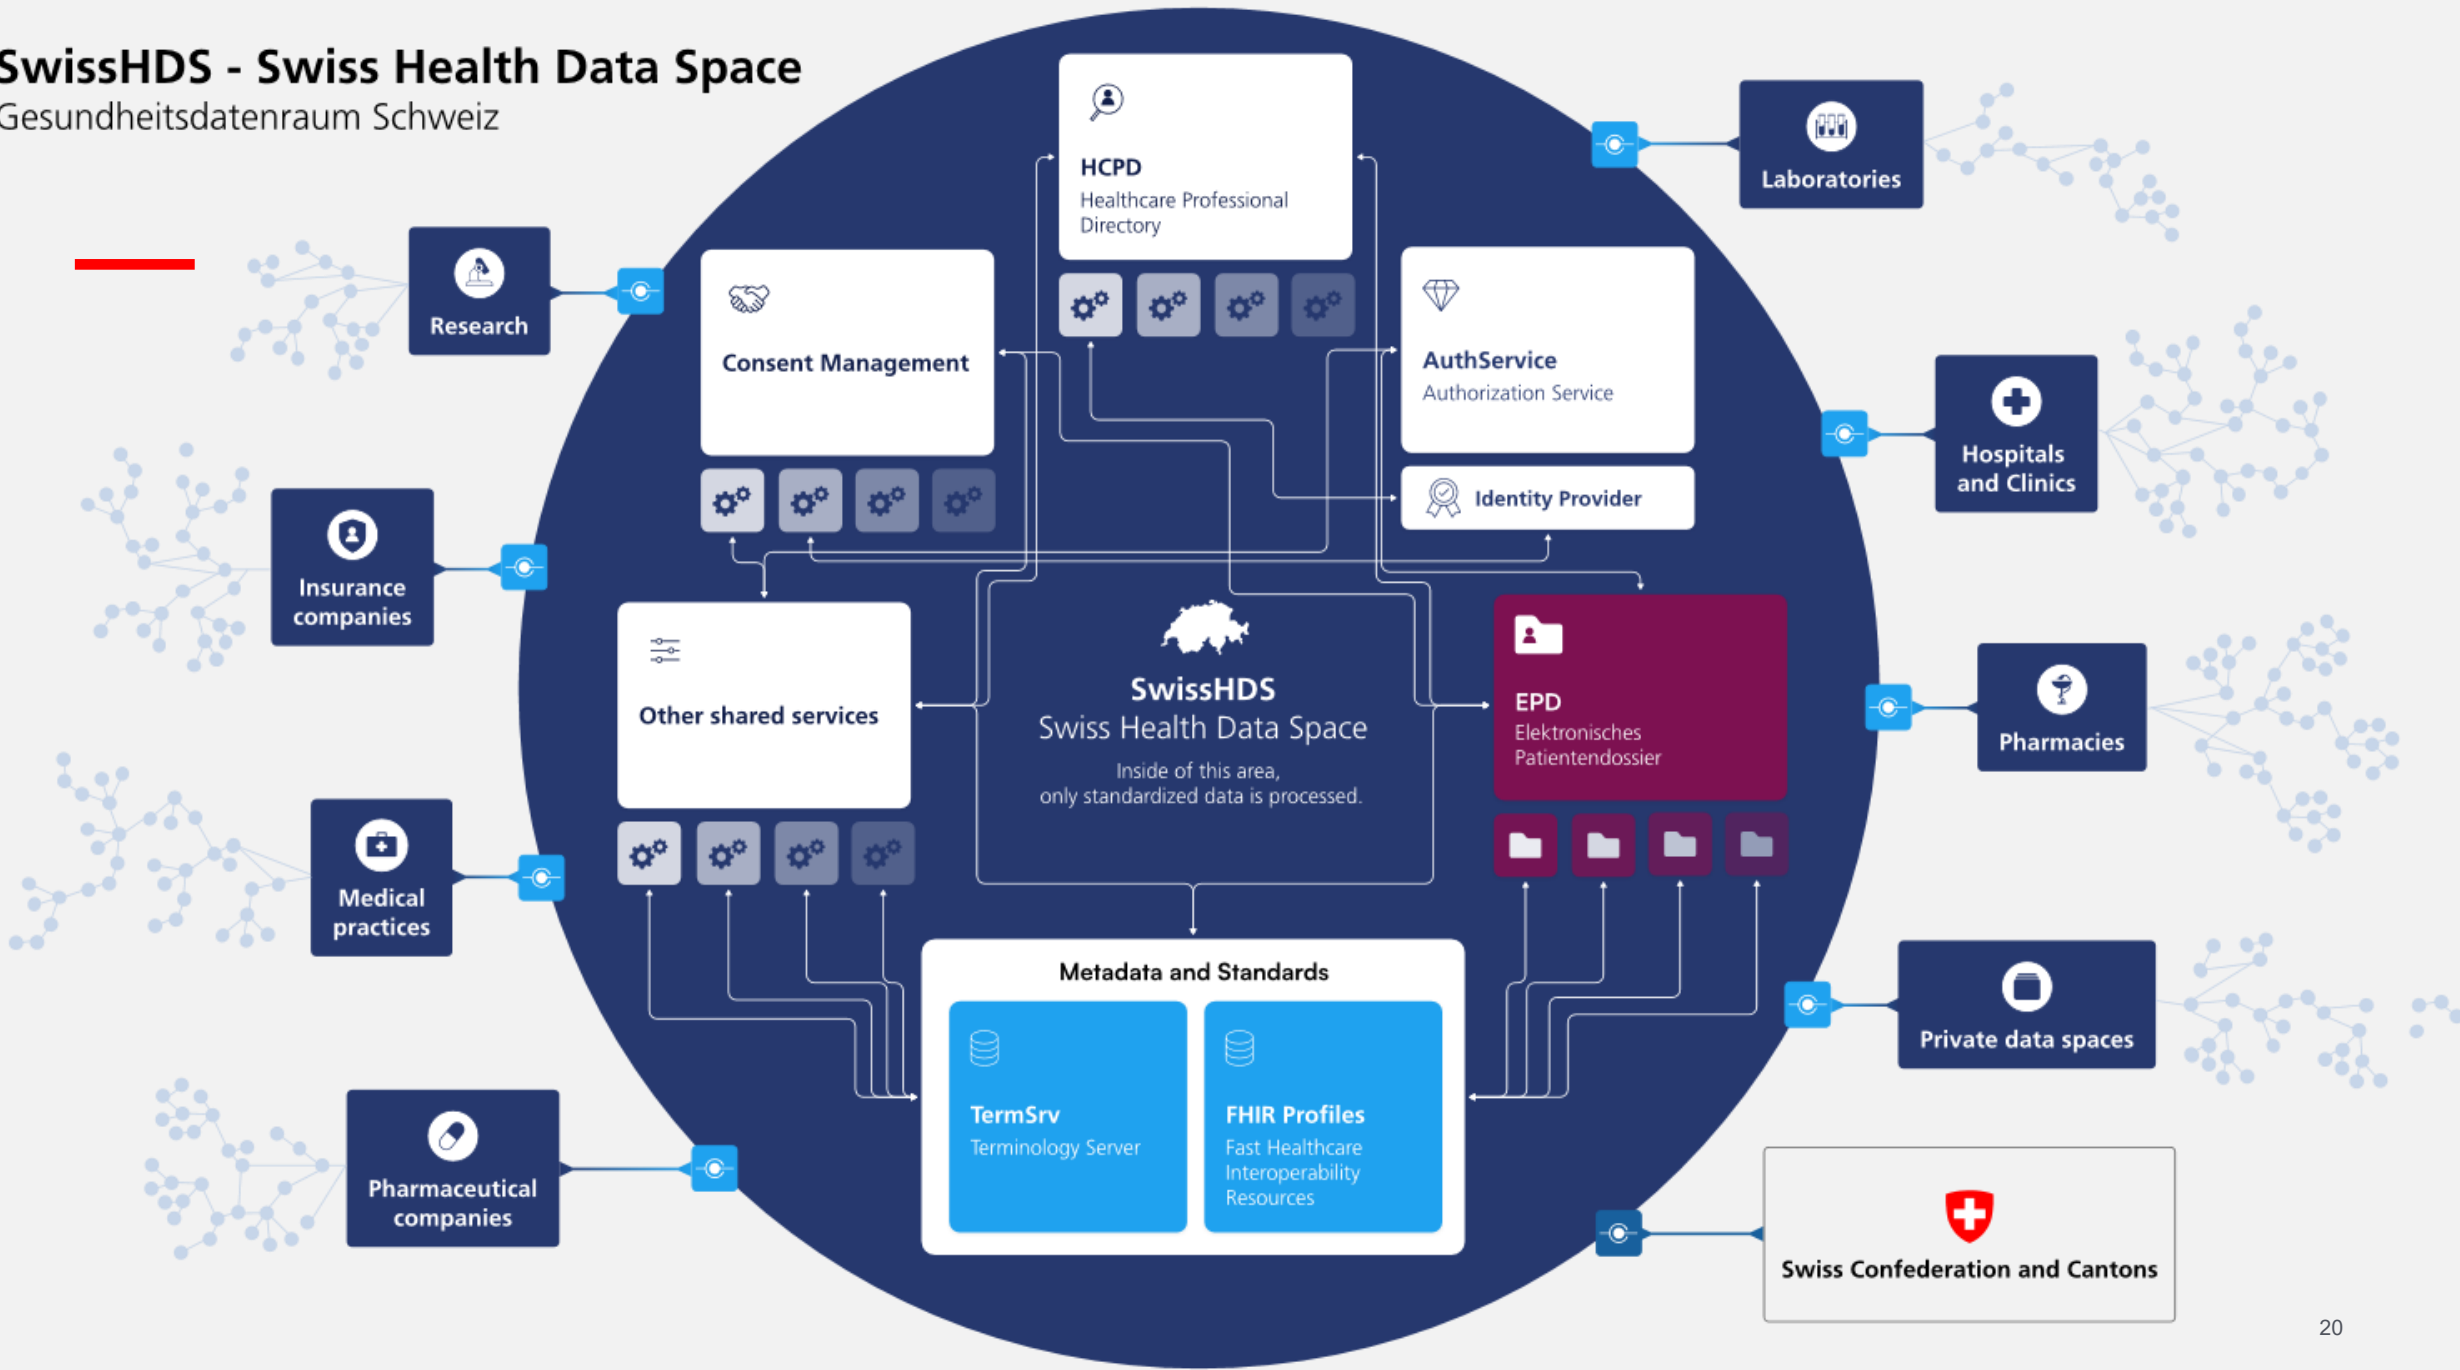 SwissHDS - Swiss Health Data Space
Gesundheitsdatenraum Schweiz
HCPD
Healthcare Professional
Directory
Laboratories
Research
Consent Management
AuthService
Authorization Service
Identity Provider
Hospitals
and Clinics
Insurance
companies
Other shared services
SwissHDS
Swiss Health Data Space
Inside of this area,
only standardized data is processed.
EPD
Elektronisches
Patientendossier
Pharmacies
Medical
practices
Metadata and Standards
TermSrv
Terminology Server
FHIR Profiles
Fast Healthcare
Interoperability
Resources
Private data spaces
Pharmaceutical
companies
Swiss Confederation and Cantons
20